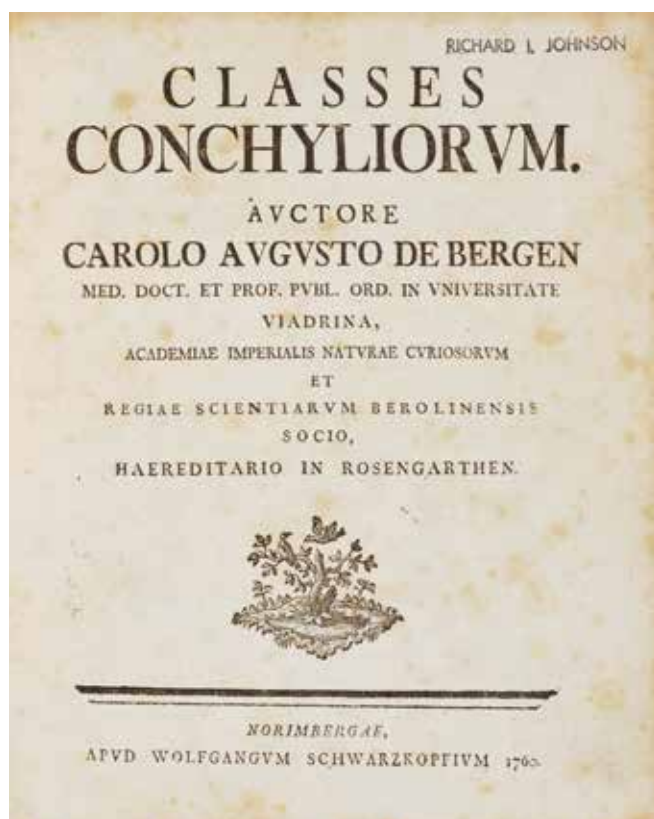 RICHARD I. JOHNSON
CLASSES
CONCHYLIORVM.
AVCTORE
CAROLO AVGVSTO DE BERGEN
MED. DOCT. ET PROF. PVBL. ORD. IN VNIVERSITATE
VIADRINA,
ACADEMIAE IMPERIALIS NATVRAE CVRIOSORVM
ET
REGIAE SCIENTIARVM BEROLINENSIS
SOCIO,
HAEREDITARIO IN ROSENGARTHEN.
NORIMBERGAE,
APVD WOLFGANGVM SCHWARZKOPFIVM 1760.